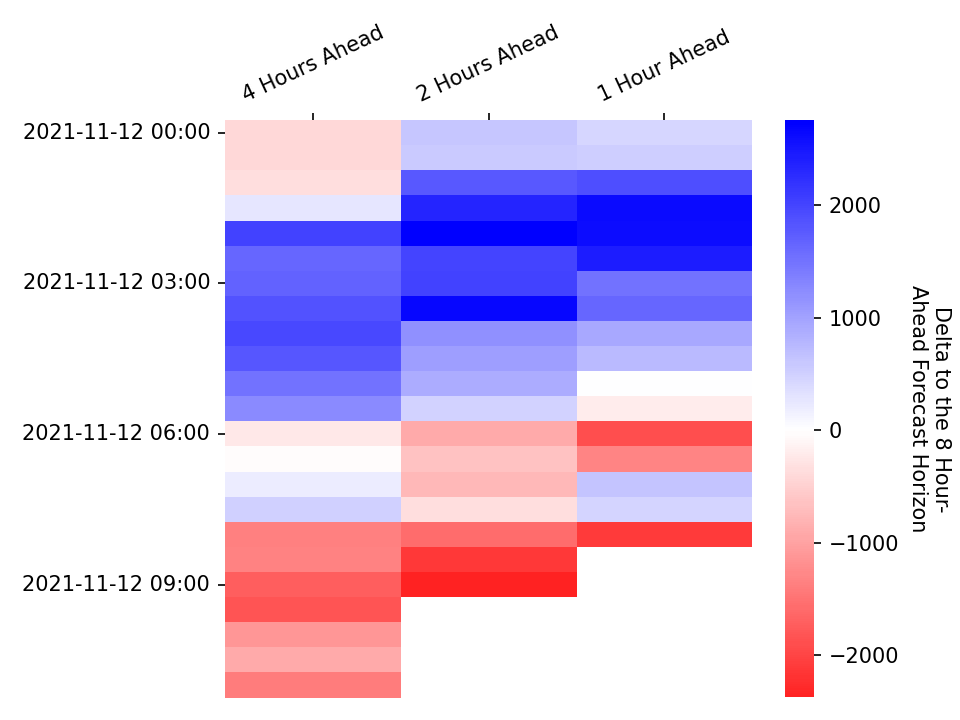 4 Hours Ahead
2 Hours Ahead
1 Hour Ahead
2021-11-12 00:00
2021-11-12 03:00
2021-11-12 06:00
2021-11-12 09:00
2000
1000
0
−1000
−2000
Delta to the 8 Hour-
Ahead Forecast Horizon